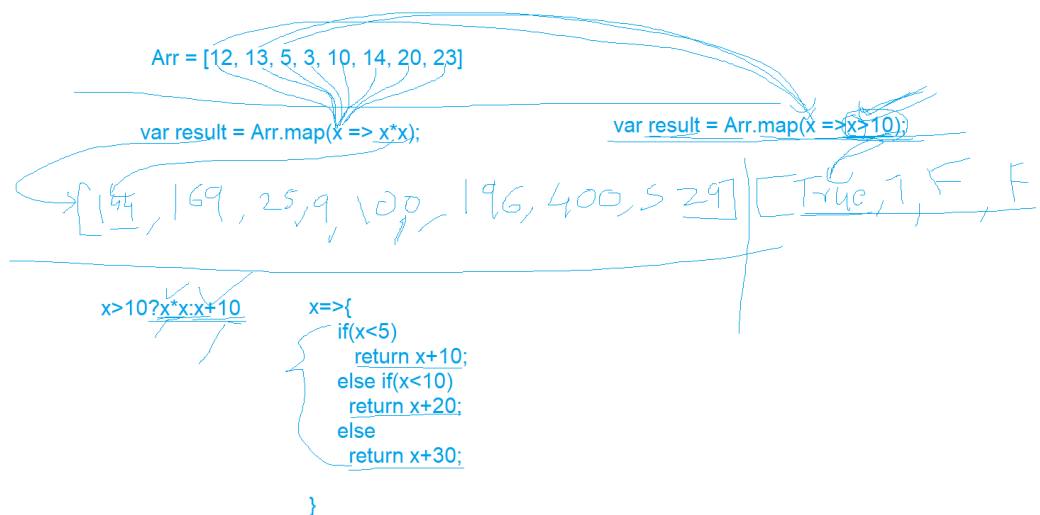 Arr = [12, 13, 5, 3, 10, 14, 20, 23]
var result = Arr.map(x => x*x);
var result = Arr.map(x =>x>10);
[144, 169, 25, 9, 100, 196, 400, 529]
[True, T, F, F
x>10?x*x:x+10
x=>{
if(x<5)
return x+10;
else if(x<10)
return x+20;
else
return x+30;
}